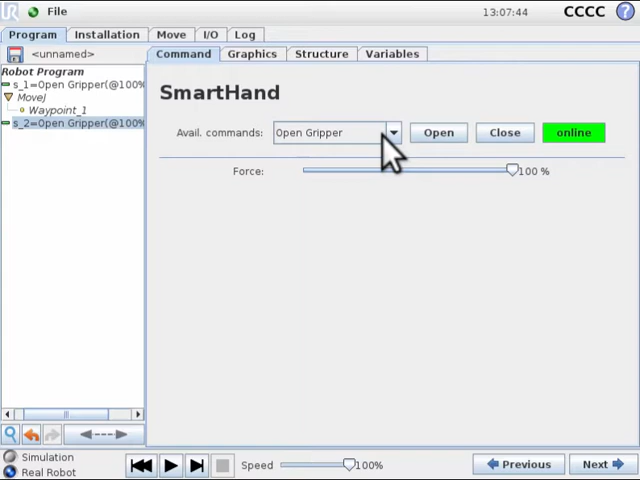 File
13:07:44
CCCC
?
Program
Installation
Move
I/O
Log
<unnamed>
Command
Graphics
Structure
Variables
Robot Program
s_1=Open Gripper(@100%
MoveJ
Waypoint_1
s_2=Open Gripper(@100%
SmartHand
Avail. commands:
Open Gripper
Open
Close
online
Force:
100 %
Simulation
Real Robot
Speed
100%
Previous
Next